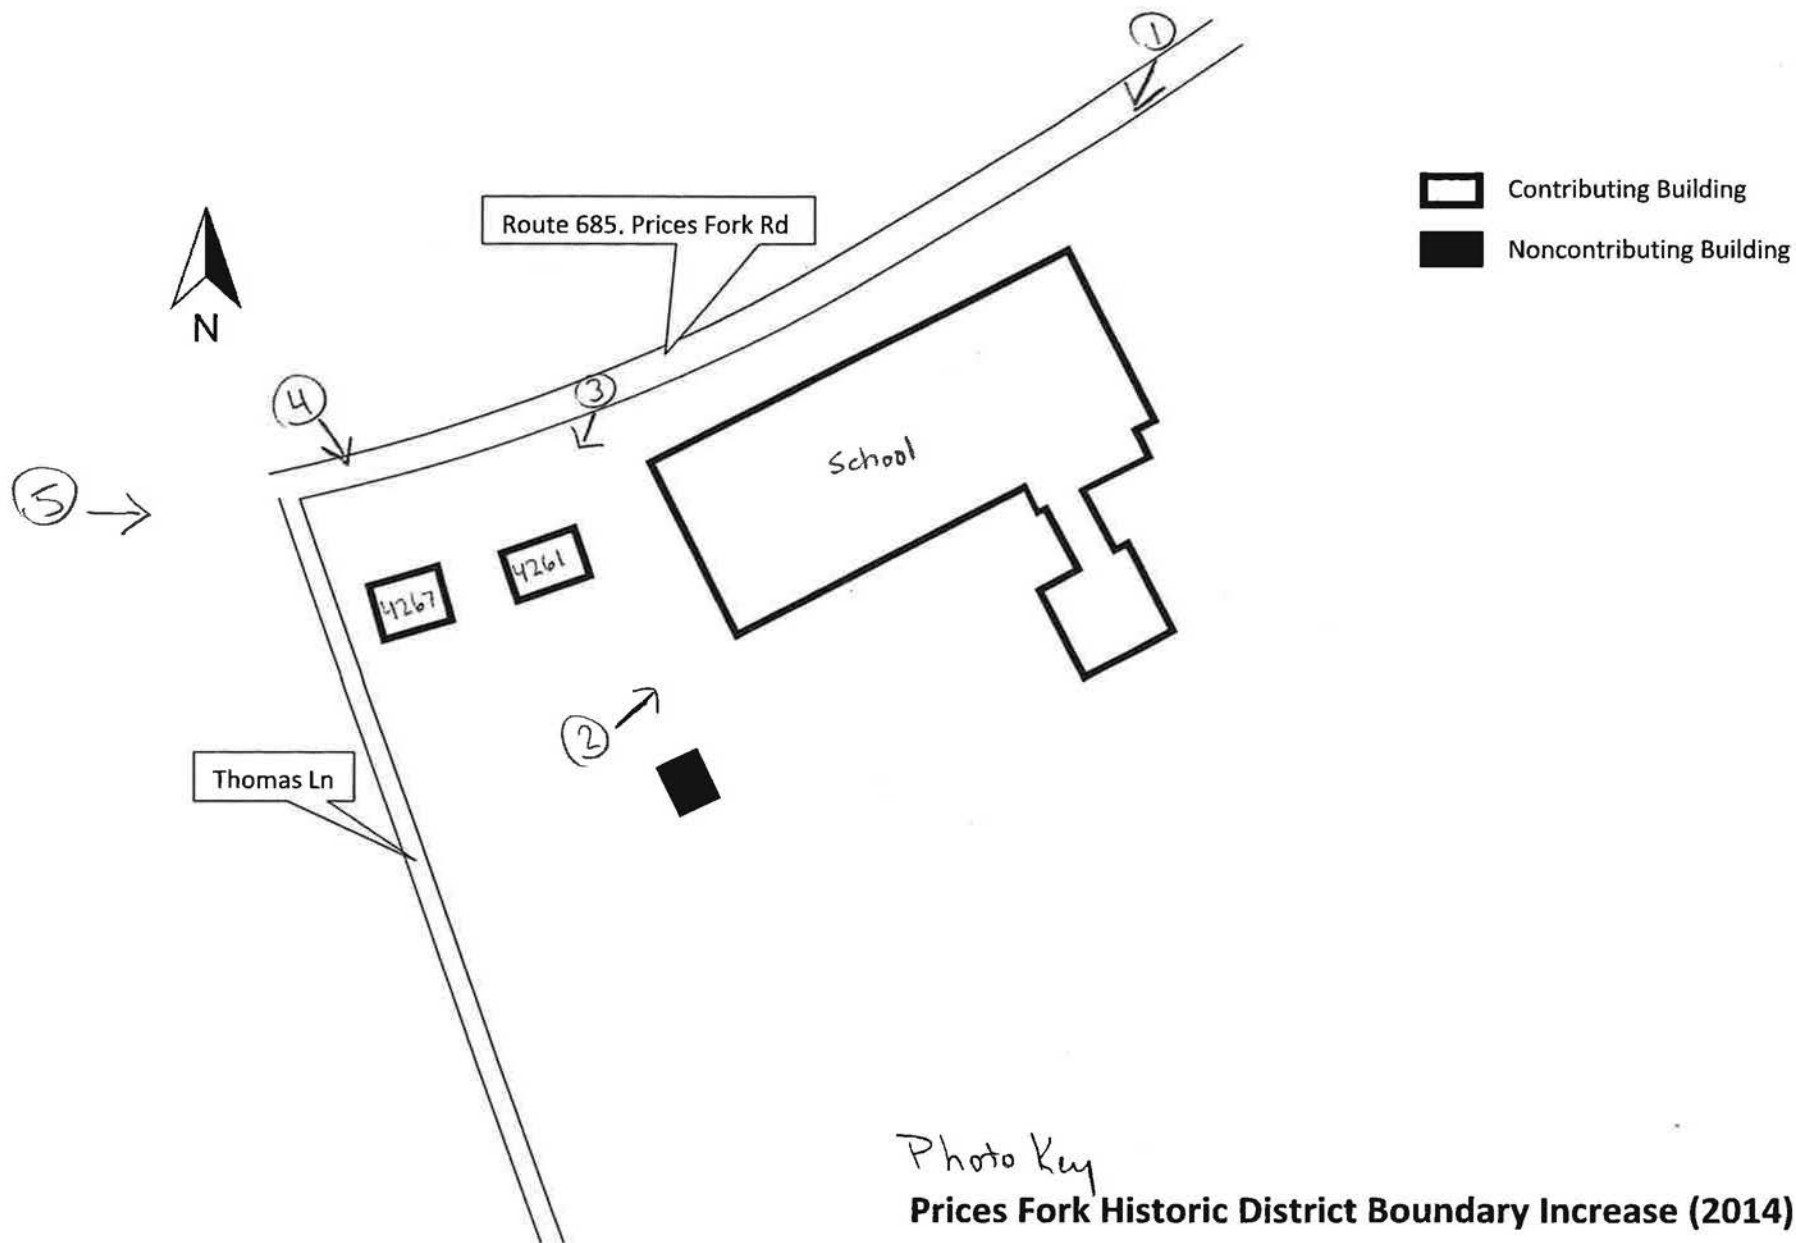 1
Contributing Building
Route 685. Prices Fork Rd
Noncontributing Building
N
3
4
School
5
4261
4267
2
Thomas Ln
Photo Key
Prices Fork Historic District Boundary Increase (2014)